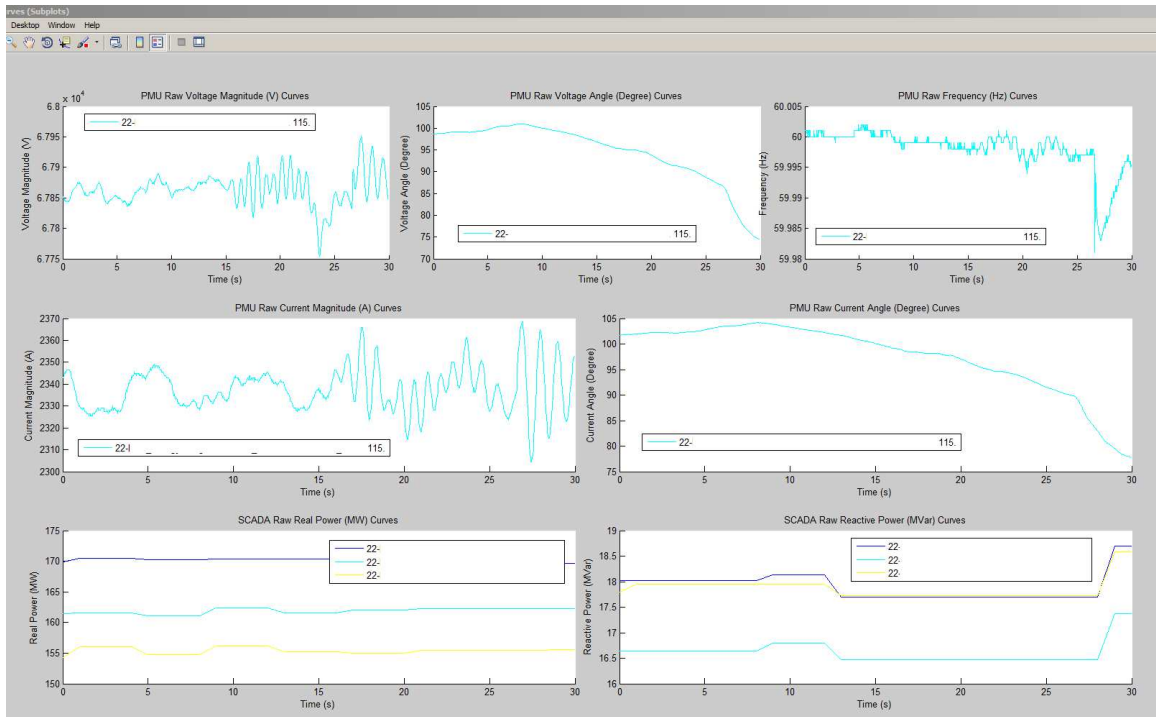 rves (Subplots)
Desktop Window Help
PMU Raw Voltage Magnitude (V) Curves
x 10^4
6.8
6.795
6.79
6.785
6.78
6.775
Voltage Magnitude (V)
22- 115.
0 5 10 15 20 25 30
Time (s)
PMU Raw Voltage Angle (Degree) Curves
105
100
95
90
85
80
75
70
Voltage Angle (Degree)
22- 115.
0 5 10 15 20 25 30
Time (s)
PMU Raw Frequency (Hz) Curves
60.005
60
59.995
59.99
59.985
59.98
Frequency (Hz)
22- 115.
0 5 10 15 20 25 30
Time (s)
PMU Raw Current Magnitude (A) Curves
2370
2360
2350
2340
2330
2320
2310
2300
Current Magnitude (A)
22-I 115.
0 5 10 15 20 25 30
Time (s)
PMU Raw Current Angle (Degree) Curves
105
100
95
90
85
80
75
Current Angle (Degree)
22- 115.
0 5 10 15 20 25 30
Time (s)
SCADA Raw Real Power (MW) Curves
175
170
165
160
155
150
Real Power (MW)
22-
22-
22-
0 5 10 15 20 25 30
Time (s)
SCADA Raw Reactive Power (MVar) Curves
19
18.5
18
17.5
17
16.5
16
Reactive Power (MVar)
22-
22-
22-
0 5 10 15 20 25 30
Time (s)